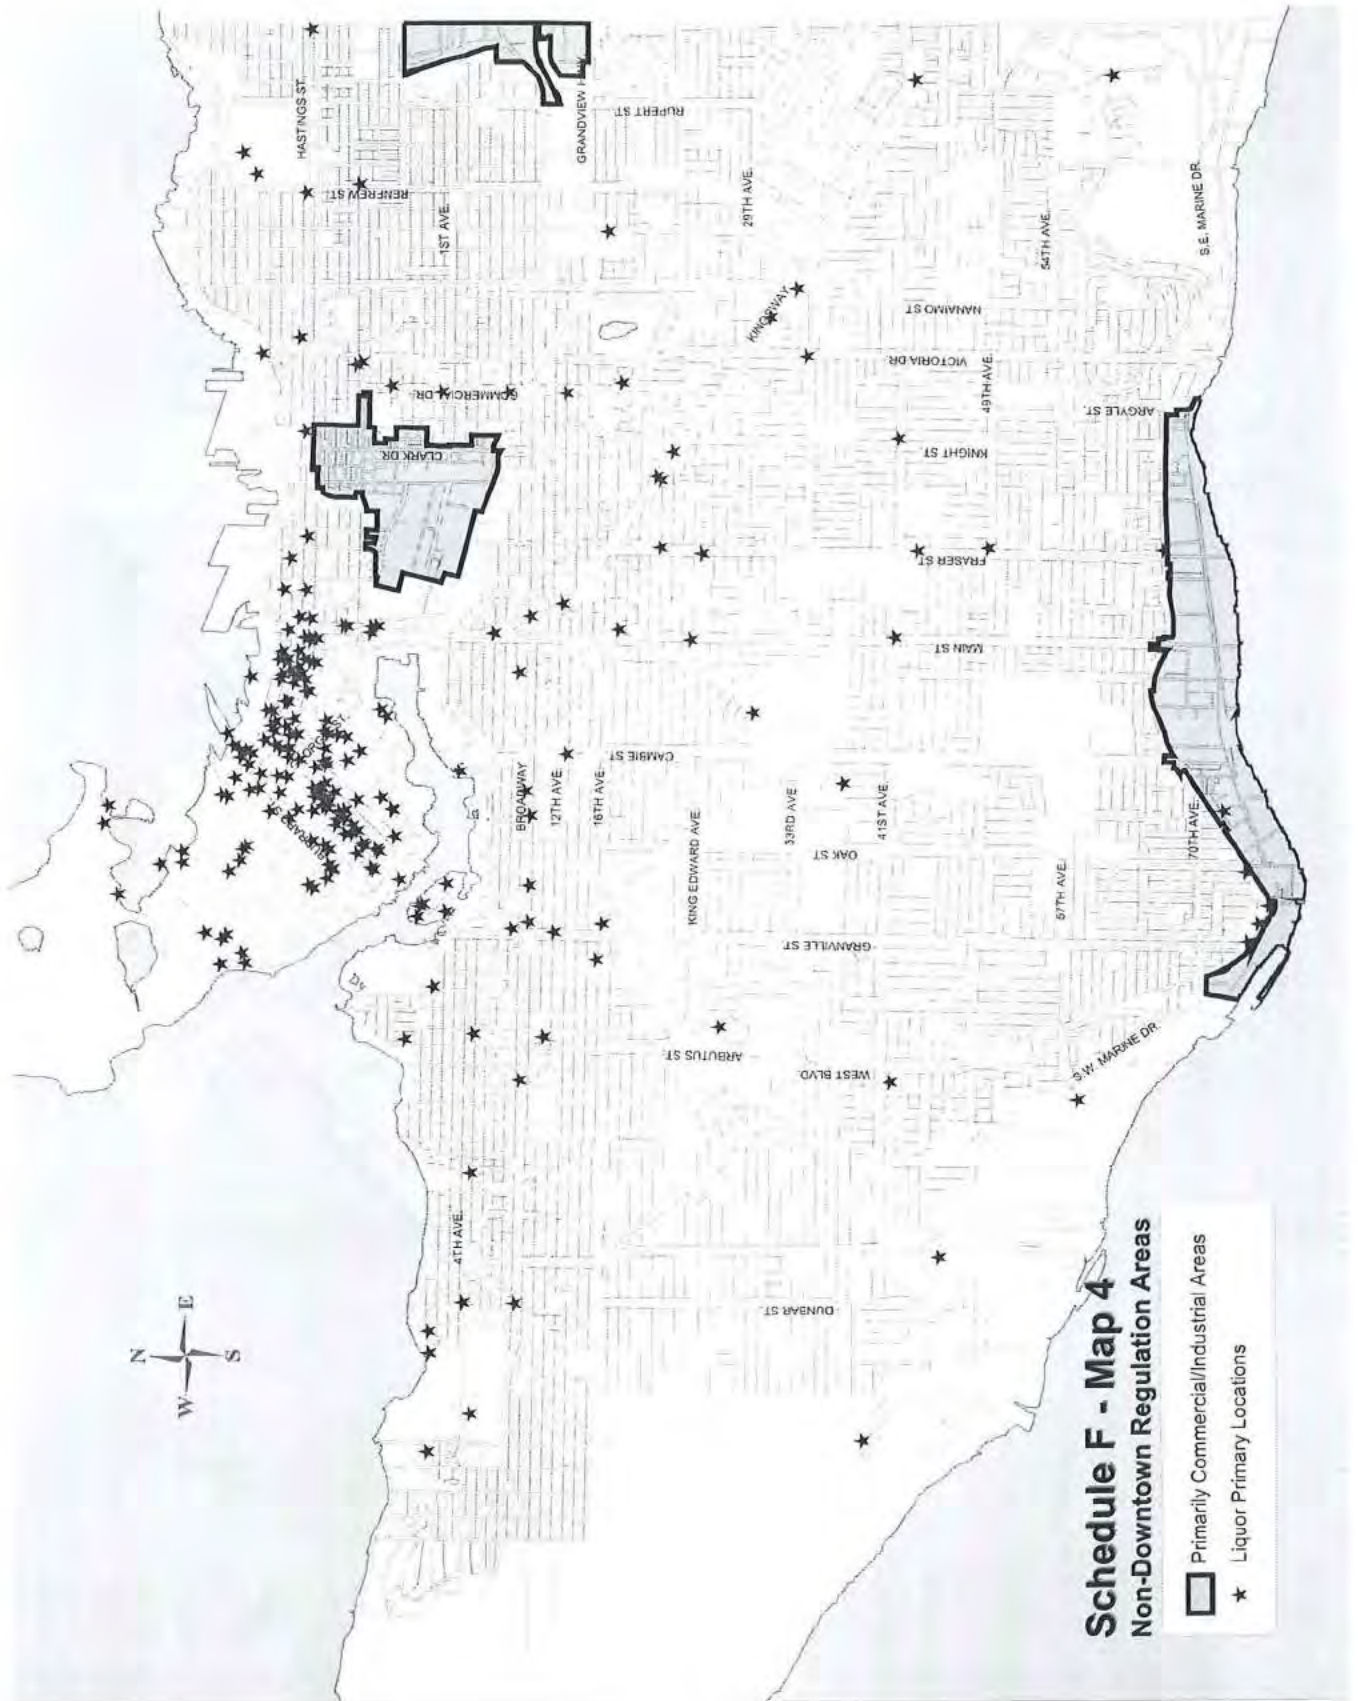 Schedule F - Map 4
Non-Downtown Regulation Areas
Primarily Commercial/Industrial Areas
Liquor Primary Locations
N
W
E
S
HASTINGS ST.
RENFREW ST.
1ST AVE.
GRANDVIEW HWY.
RUPERT ST.
29TH AVE.
54TH AVE.
S.E. MARINE DR.
KINGSWAY
NANAIMO ST.
VICTORIA DR.
49TH AVE.
ARGYLE ST.
COMMERCIAL DR.
CLARK DR.
KNIGHT ST.
FRASER ST.
MAIN ST.
CAMBIE ST.
BROADWAY
12TH AVE.
16TH AVE.
KING EDWARD AVE.
33RD AVE.
41ST AVE.
OAK ST.
57TH AVE.
70TH AVE.
GRANVILLE ST.
ARBUTUS ST.
WEST BLVD.
S.W. MARINE DR.
4TH AVE.
DUNBAR ST.